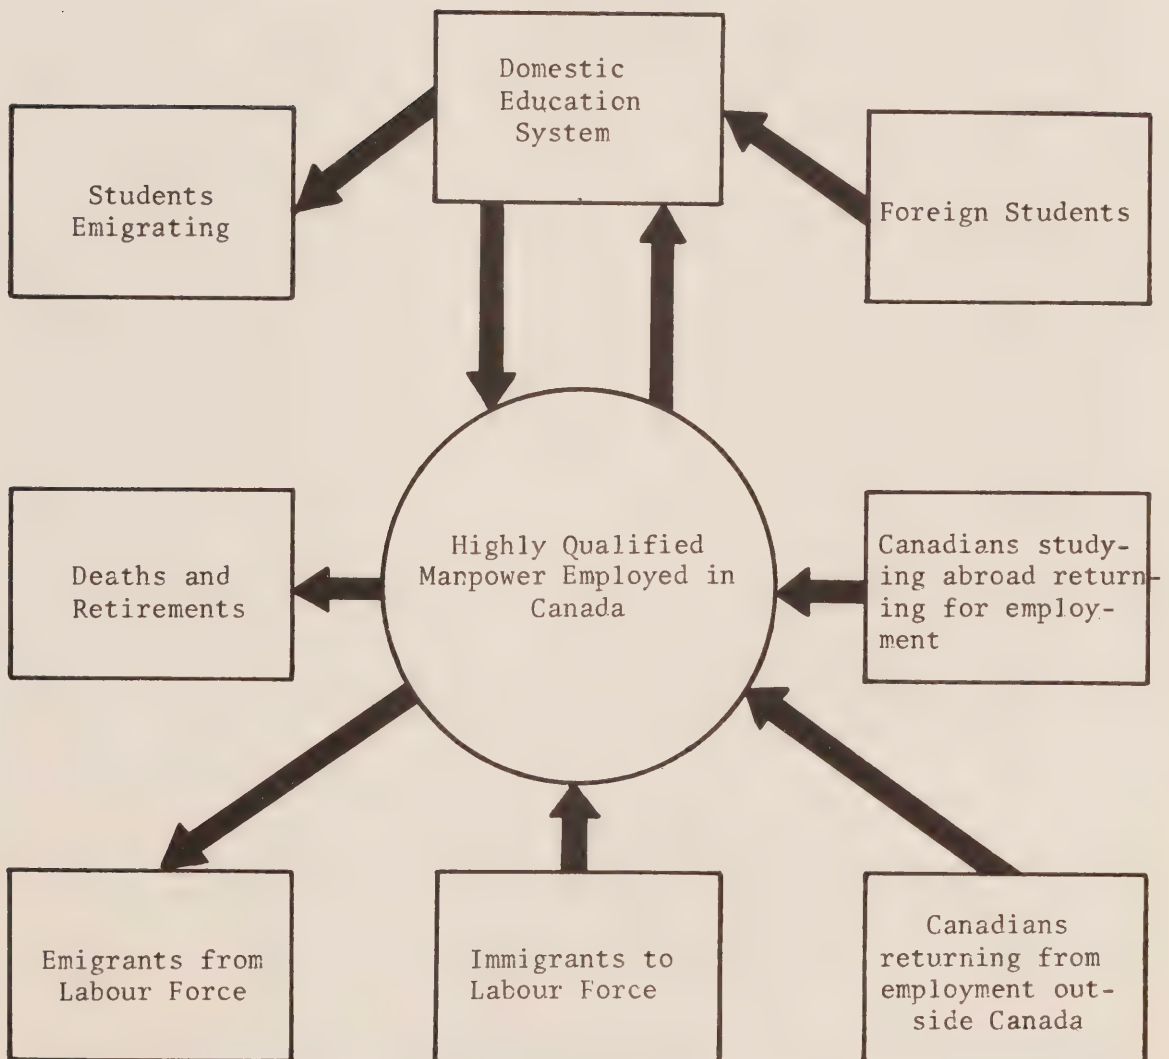 Domestic
Education
System
Students
Emigrating
Foreign Students
Highly Qualified
Manpower Employed in
Canada
Deaths and
Retirements
Canadians study-
ing abroad return-
ing for employ-
ment
Emigrants from
Labour Force
Immigrants to
Labour Force
Canadians
returning from
employment out-
side Canada